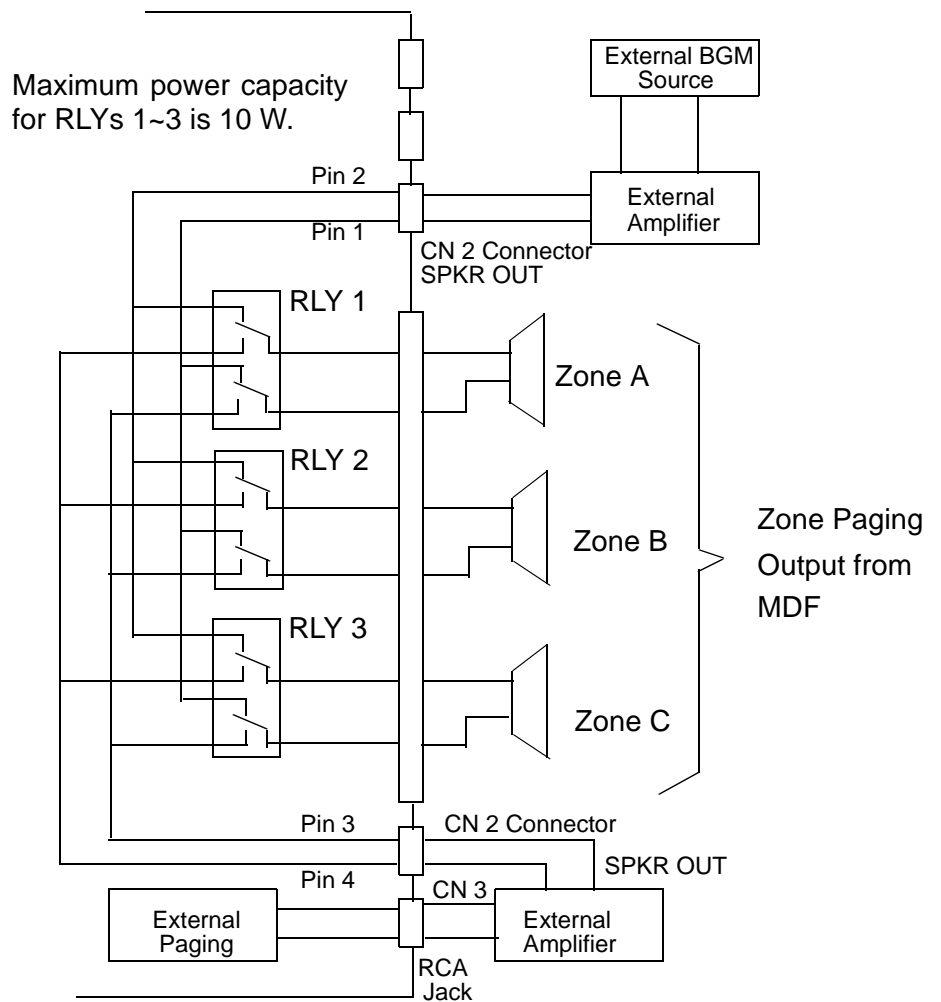 Maximum power capacity
for RLYs 1~3 is 10 W.
External BGM
Source
Pin 2
External
Amplifier
Pin 1
CN 2 Connector
SPKR OUT
RLY 1
Zone A
RLY 2
Zone B
Zone Paging
Output from
MDF
RLY 3
Zone C
Pin 3
CN 2 Connector
SPKR OUT
Pin 4
CN 3
External
Paging
External
Amplifier
RCA
Jack